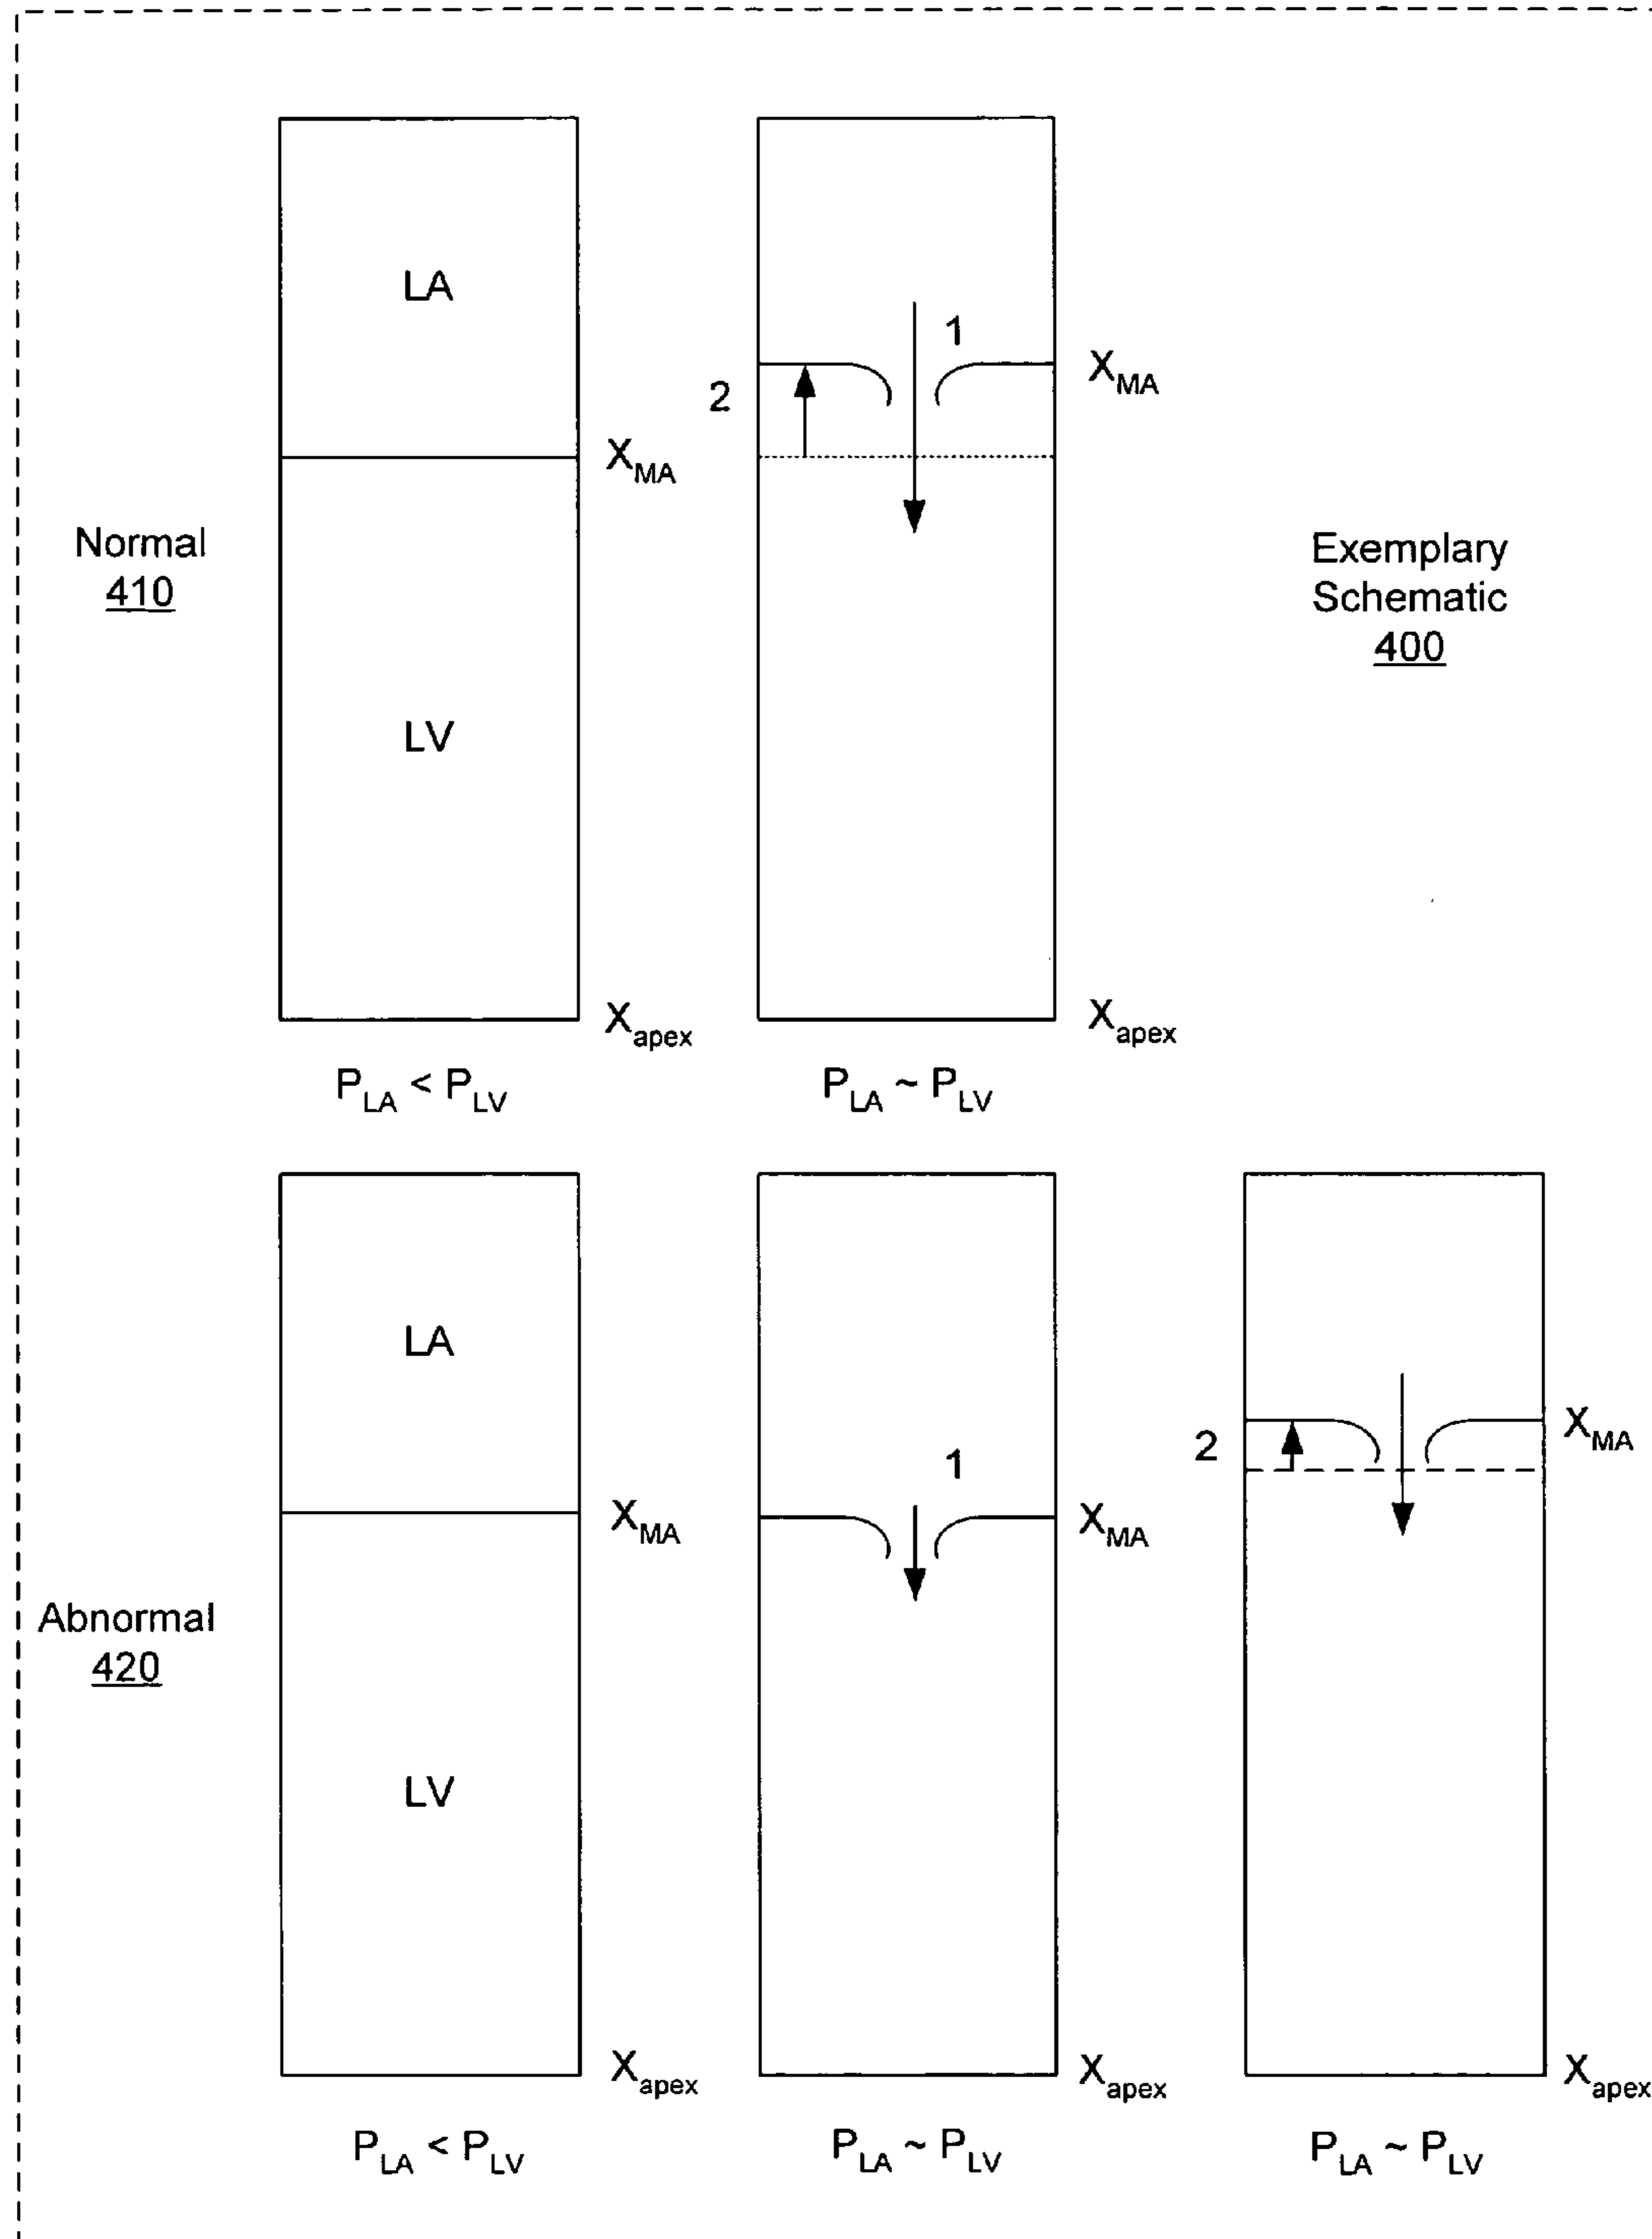 LA
1
X_MA
2
X_MA
Normal
410
Exemplary
Schematic
400
LV
X_apex
X_apex
P_LA < P_LV
P_LA ~ P_LV
LA
X_MA
2
1
X_MA
X_MA
Abnormal
420
LV
X_apex
X_apex
X_apex
P_LA < P_LV
P_LA ~ P_LV
P_LA ~ P_LV